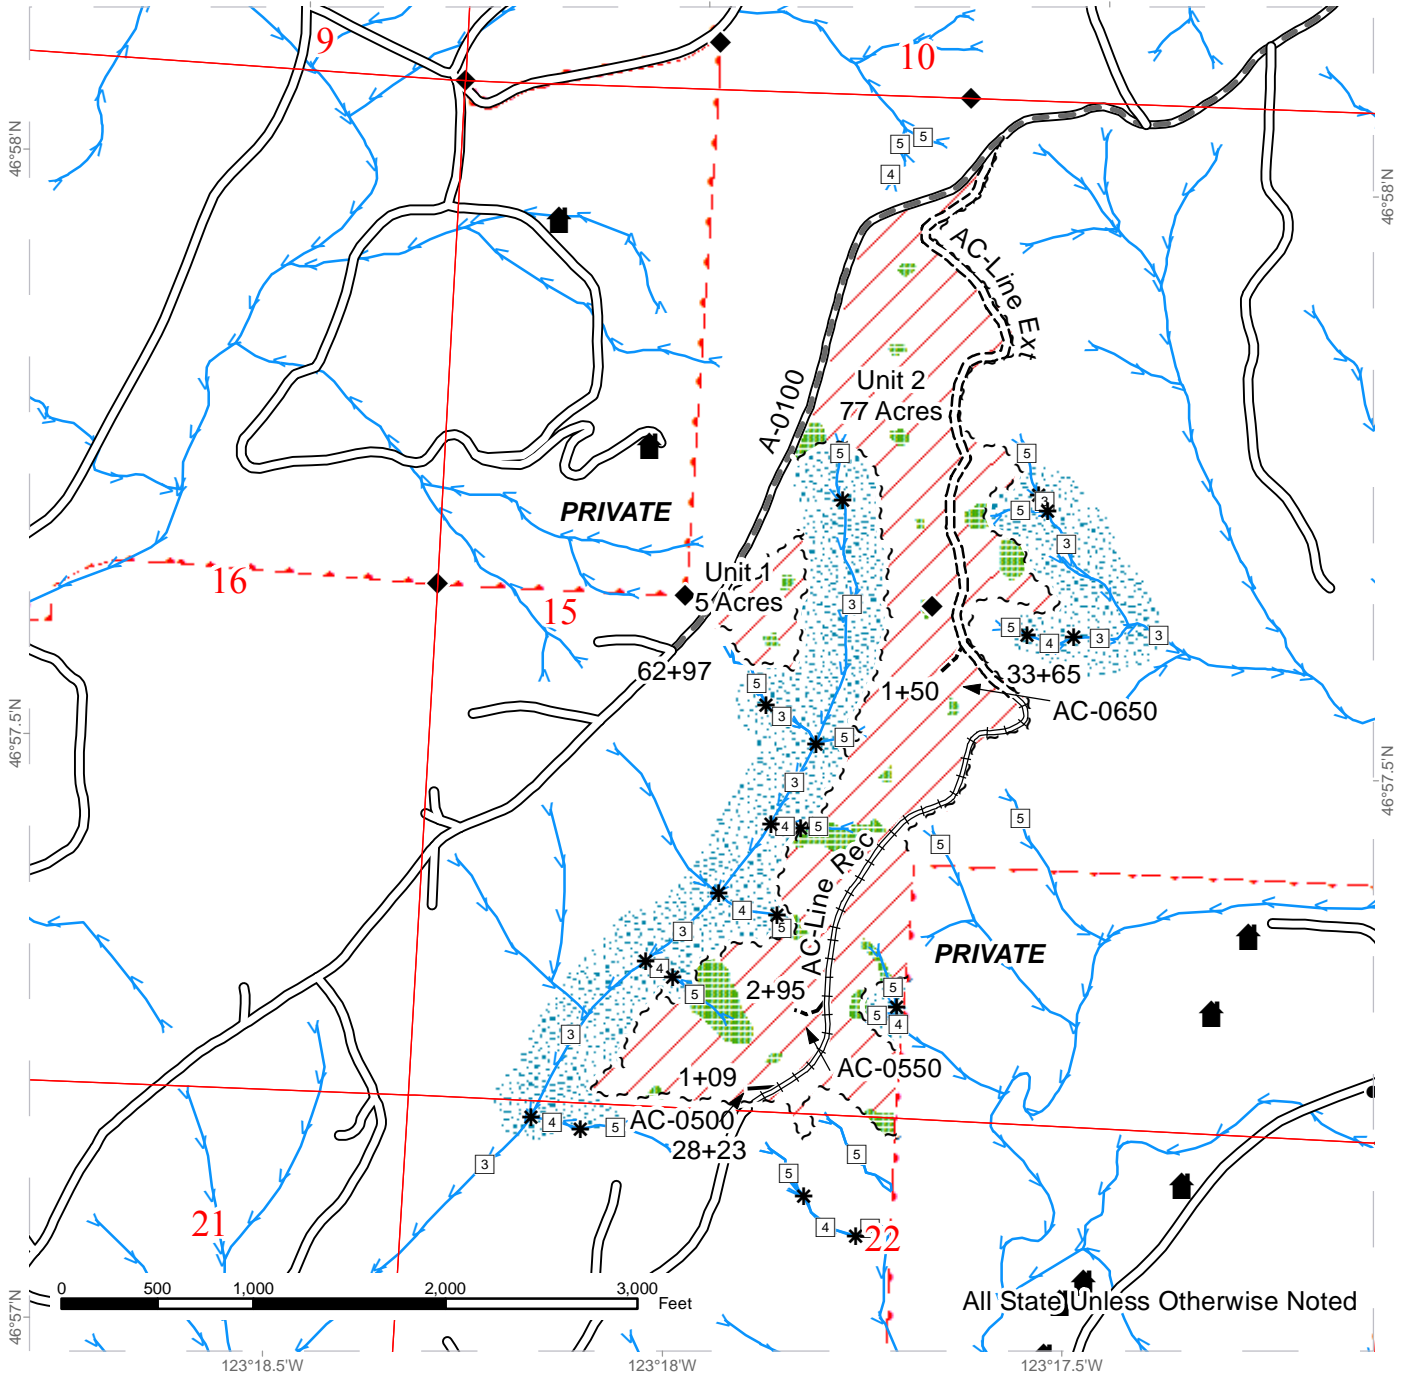 9
10
5
5
4
46°58'N
46°58'N
AC-Line Ext
Unit 2
77 Acres
A-0100
5
5
3
5
3
PRIVATE
16
15
Unit 1
5 Acres
3
5
4
3
3
62+97
5
3
5
1+50
33+65
AC-0650
46°57.5'N
46°57.5'N
3
4
5
5
5
AC-Line Rec
4
5
3
PRIVATE
4
5
2+95
5
5
4
3
AC-0550
1+09
AC-0500
28+23
4
5
3
5
5
4
21
22
0
500
1,000
2,000
3,000
Feet
All State Unless Otherwise Noted
46°57'N
123°18.5'W
123°18'W
123°17.5'W